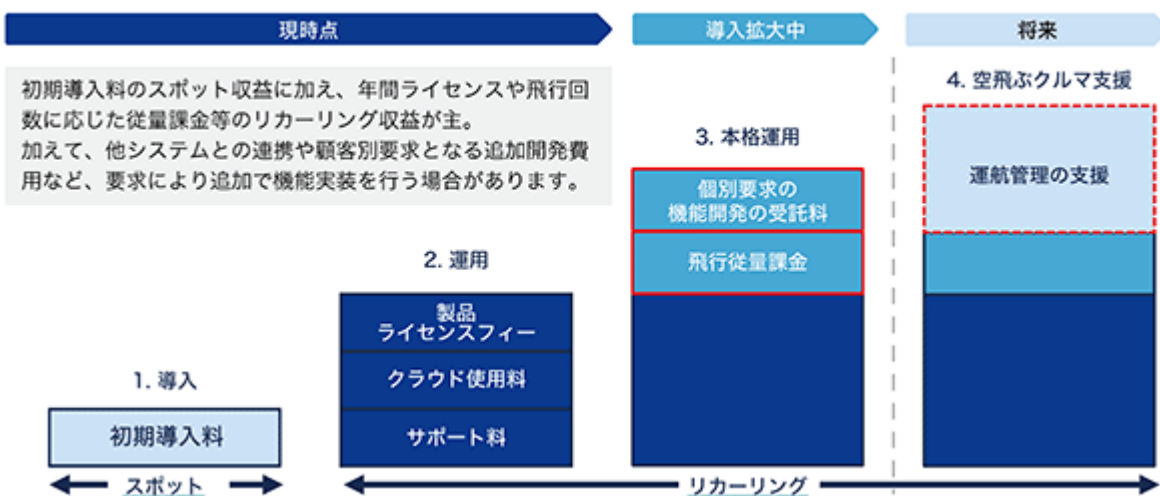 現時点
導入拡大中
将来
初期導入料のスポット収益に加え、年間ライセンスや飛行回
数に応じた従量課金等のリカーリング収益が主。
加えて、他システムとの連携や顧客別要求となる追加開発費
用など、要求により追加で機能実装を行う場合があります。
1. 導入
初期導入料
スポット
2. 運用
製品
ライセンスフィー
クラウド使用料
サポート料
3. 本格運用
個別要求の
機能開発の受託料
飛行従量課金
4. 空飛ぶクルマ支援
運航管理の支援
リカーリング